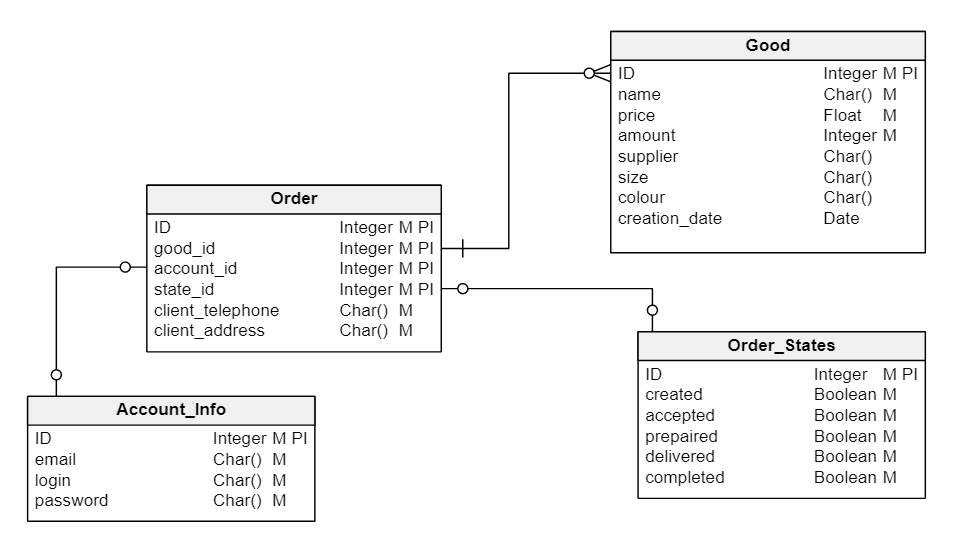 Good
ID Integer M PI
name Char() M
price Float M
amount Integer M
supplier Char()
size Char()
colour Char()
creation_date Date
Order
ID Integer M PI
good_id Integer M PI
account_id Integer M PI
state_id Integer M PI
client_telephone Char() M
client_address Char() M
Order_States
ID Integer M PI
created Boolean M
accepted Boolean M
prepaired Boolean M
delivered Boolean M
completed Boolean M
Account_Info
ID Integer M PI
email Char() M
login Char() M
password Char() M